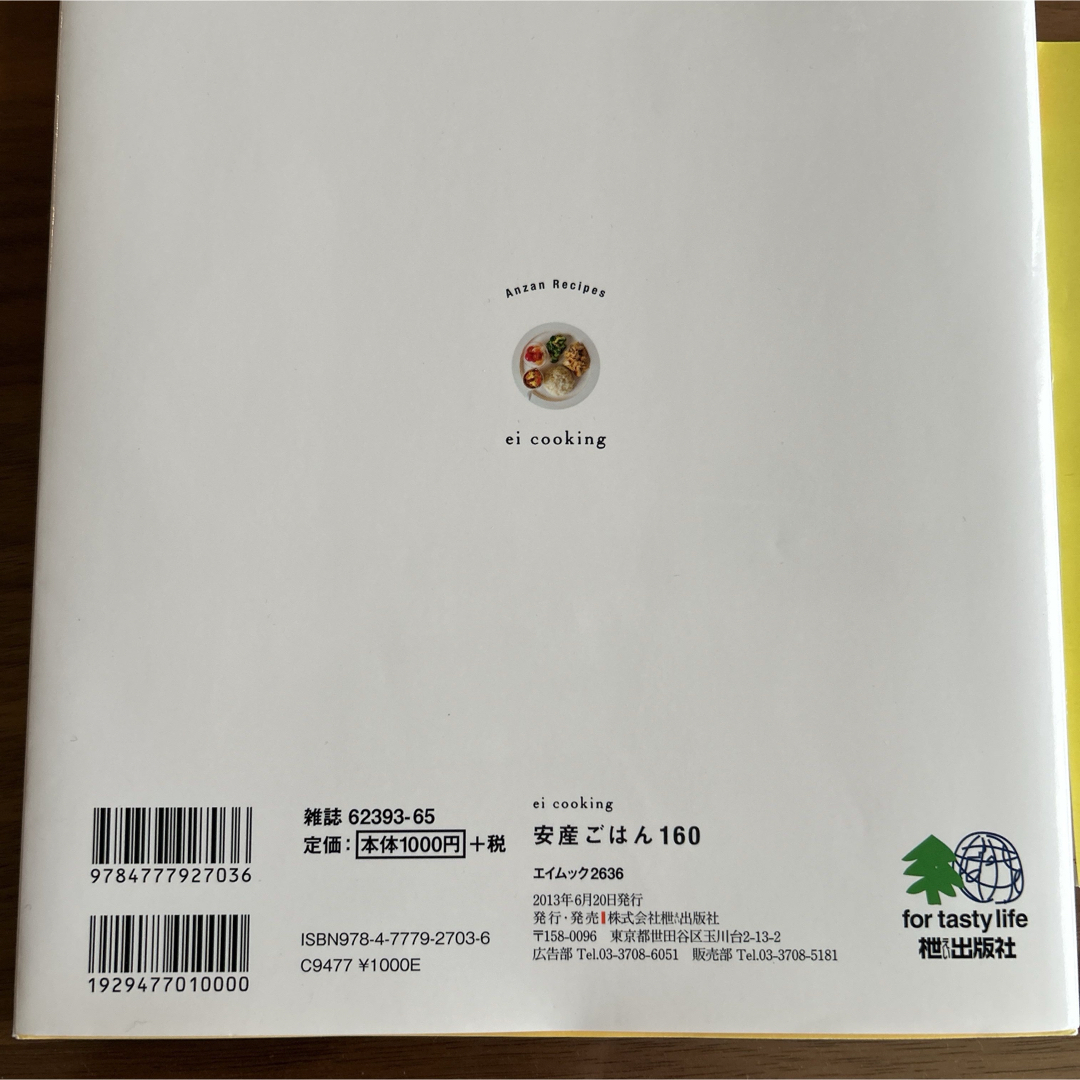 Anzan Recipes
ei cooking
9784777927036
1929477010000
雑誌 62393-65
定価:本体1000円+税
ISBN978-4-7779-2703-6
C9477 ¥1000E
ei cooking
安産ごはん160
エイムック2636
2013年6月20日発行
発行・発売 株式会社枻出版社
〒158-0096 東京都世田谷区玉川台2-13-2
広告部 Tel.03-3708-6051 販売部 Tel.03-3708-5181
for tasty life
枻出版社